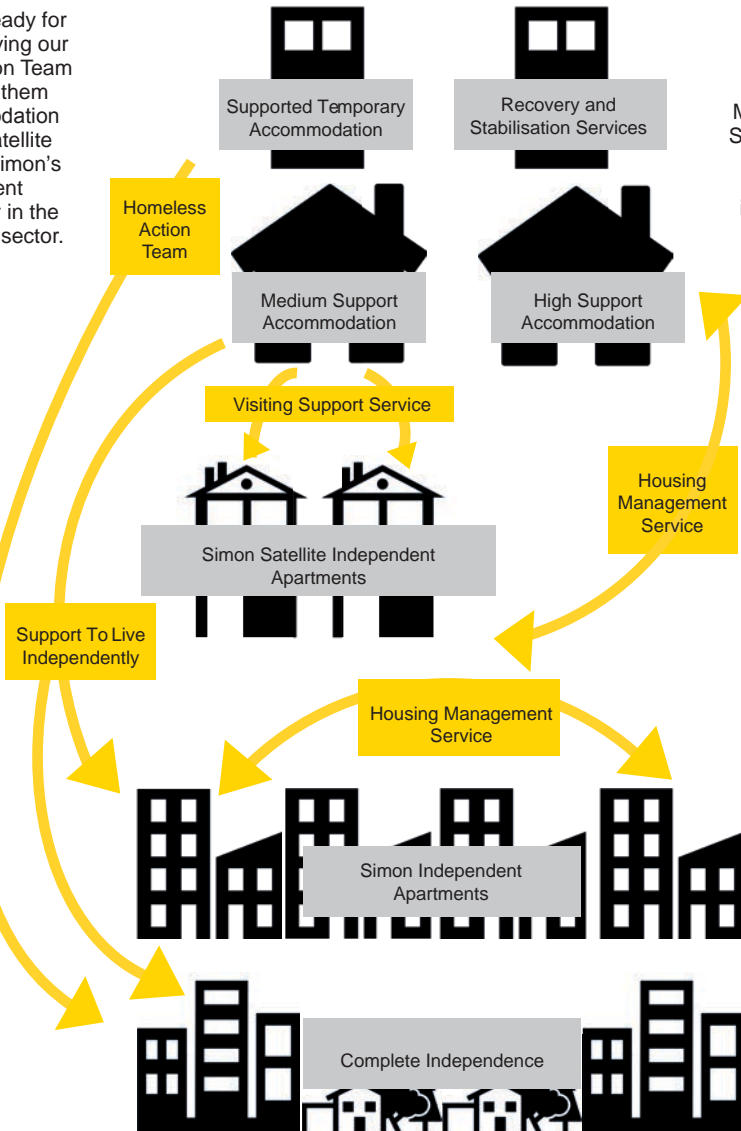 eady for
ving our
on Team
them
odation
atellite
imon's
ent
in the
sector.
Supported Temporary
Accommodation
Recovery and
Stabilisation Services
M
S
Homeless
Action
Team
Medium Support
Accommodation
High Support
Accommodation
Visiting Support Service
Housing
Management
Service
Simon Satellite Independent
Apartments
Support To Live
Independently
Housing Management
Service
Simon Independent
Apartments
Complete Independence